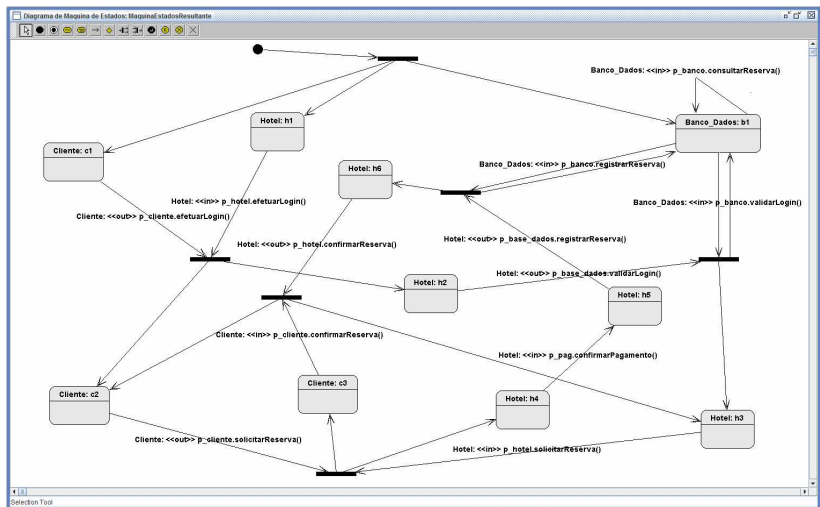 Diagrama de Maquina de Estados: MaquinaEstadosResultante
Banco_Dados: <<in>> p_banco.consultarReserva()
Hotel: h1
Banco_Dados: b1
Cliente: c1
Hotel: h6
Banco_Dados: <<in>> p_banco.registrarReserva()
Hotel: <<in>> p_hotel.efetuarLogin()
Banco_Dados: <<in>> p_banco.validarLogin()
Cliente: <<out>> p_cliente.efetuarLogin()
Hotel: <<out>> p_hotel.confirmarReserva()
Hotel: <<out>> p_base_dados.registrarReserva()
Hotel: <<out>> p_base_dados.validarLogin()
Hotel: h2
Hotel: h5
Cliente: <<in>> p_cliente.confirmarReserva()
Hotel: <<in>> p_pag.confirmarPagamento()
Cliente: c3
Cliente: c2
Hotel: h4
Hotel: h3
Cliente: <<out>> p_cliente.solicitarReserva()
Hotel: <<in>> p_hotel.solicitarReserva()
Selection Tool